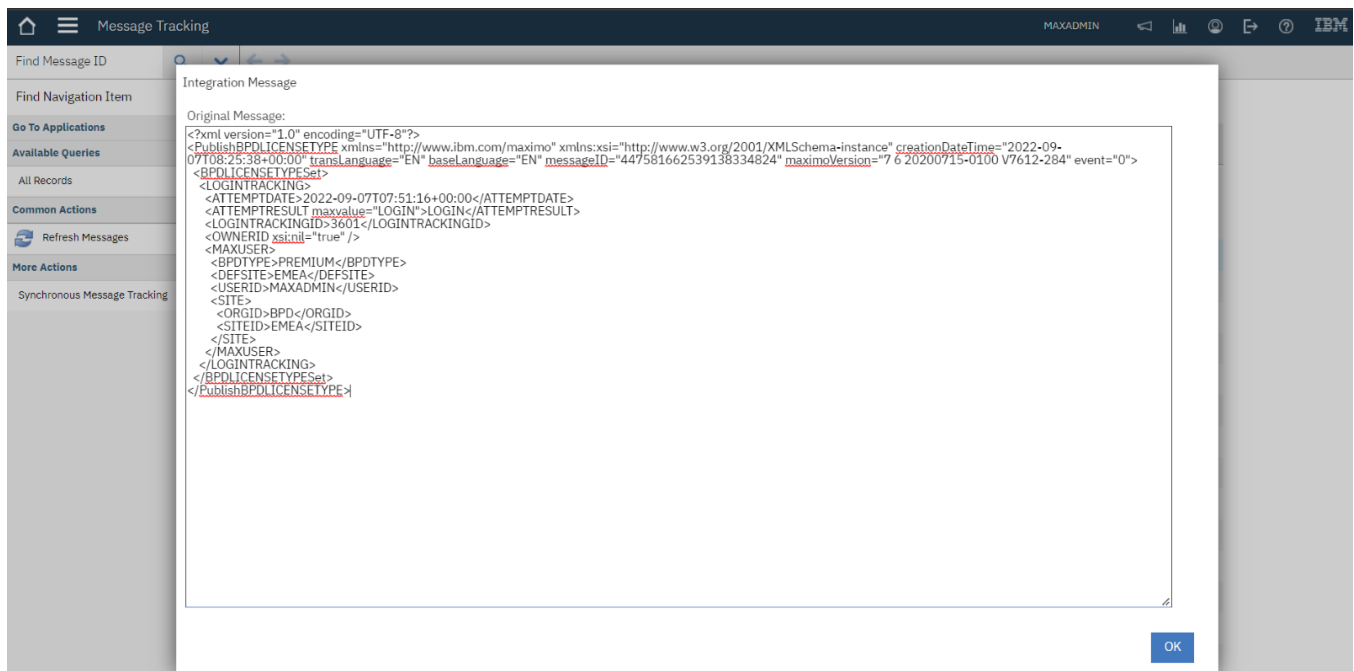 Message Tracking
MAXADMIN
IBM
Find Message ID
Find Navigation Item
Go To Applications
Available Queries
All Records
Common Actions
Refresh Messages
More Actions
Synchronous Message Tracking
Integration Message
Original Message:
<?xml version="1.0" encoding="UTF-8"?>
<PublishBPDLICENSETYPE xmlns="http://www.ibm.com/maximo" xmlns:xsi="http://www.w3.org/2001/XMLSchema-instance" creationDateTime="2022-09-
07T08:25:38+00:00" transLanguage="EN" baseLanguage="EN" messageID="447581662539138334824" maximoVersion="7 6 20200715-0100 V7612-284" event="0">
<BPDLICENSETYPESet>
<LOGINTRACKING>
<ATTEMPTDATE>2022-09-07T07:51:16+00:00</ATTEMPTDATE>
<ATTEMPTRESULT maxvalue="LOGIN">LOGIN</ATTEMPTRESULT>
<LOGINTRACKINGID>3601</LOGINTRACKINGID>
<OWNERID xsi:nil="true" />
<MAXUSER>
<BPDTYPE>PREMIUM</BPDTYPE>
<DEFSITE>EMEA</DEFSITE>
<USERID>MAXADMIN</USERID>
<SITE>
<ORGID>BPD</ORGID>
<SITEID>EMEA</SITEID>
</SITE>
</MAXUSER>
</LOGINTRACKING>
</BPDLICENSETYPESet>
</PublishBPDLICENSETYPE>
OK